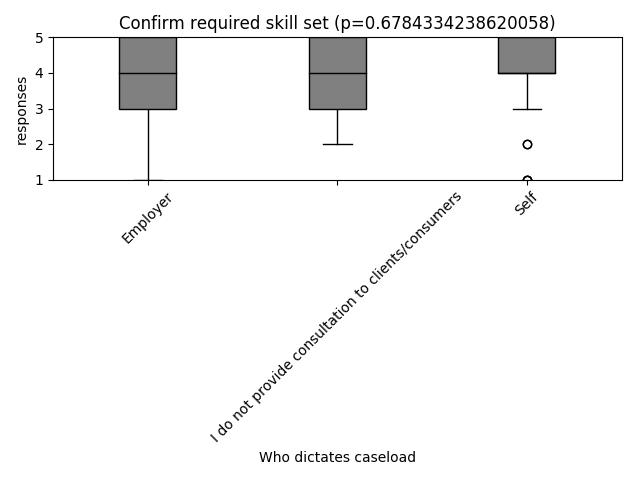 Confirm required skill set (p=0.6784334238620058)
responses
5
4
3
2
1
Employer
I do not provide consultation to clients/consumers
Self
Who dictates caseload